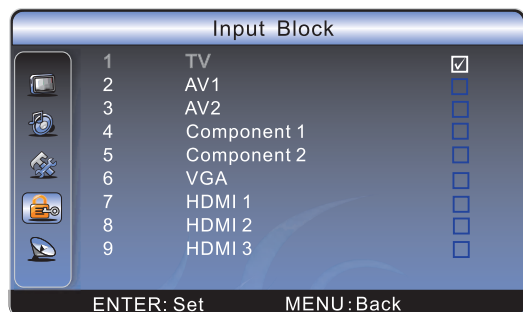 Input Block
1 TV
2 AV1
3 AV2
4 Component 1
5 Component 2
6 VGA
7 HDMI 1
8 HDMI 2
9 HDMI 3
ENTER: Set MENU: Back